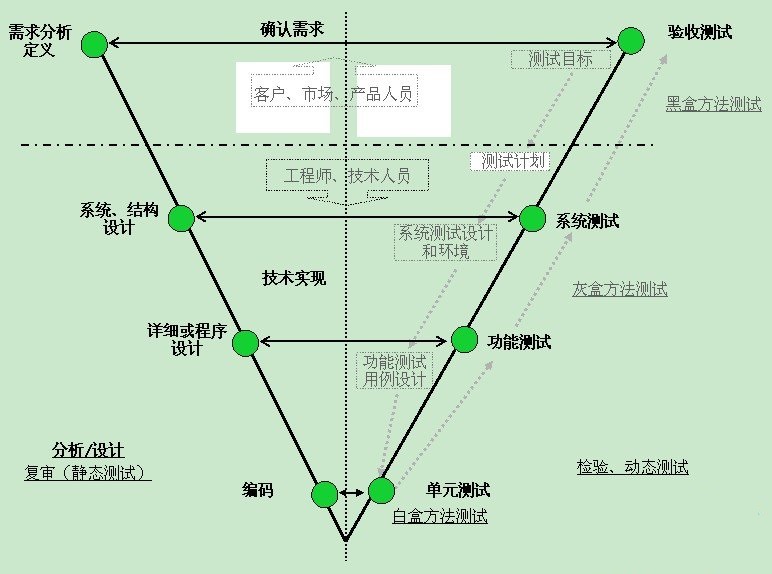 需求分析
定义
确认需求
验收测试
测试目标
客户、市场、产品人员
黑盒方法测试
测试计划
工程师、技术人员
系统、结构
设计
系统测试设计
和环境
系统测试
技术实现
灰盒方法测试
详细或程序
设计
功能测试
功能测试
用例设计
分析/设计
复审（静态测试）
检验、动态测试
编码
单元测试
白盒方法测试